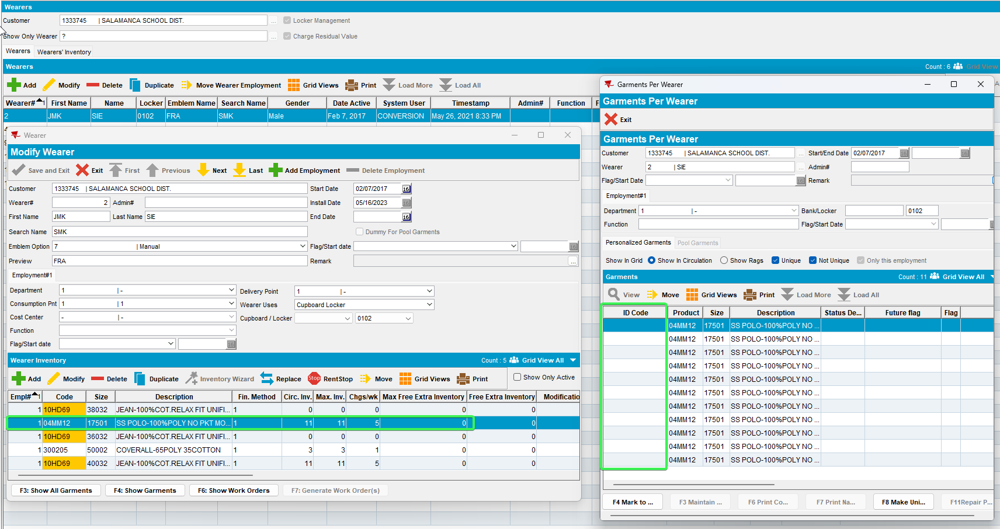 Wearers
Customer 1333745 | SALAMANCA SCHOOL DIST. ... Locker Management
Show Only Wearer ? ... Charge Residual Value
Wearers Wearers' Inventory
Wearers Count : 6 Grid View
Add Modify Delete Duplicate Move Wearer Employment Grid Views Print Load More Load All
Wearer# 1 First Name Name Locker Emblem Name Search Name Gender Date Active System User Timestamp Admin# Function
2 JMK SIE 0102 FRA SMK Male Feb 7, 2017 CONVERSION May 26, 2021 8:33 PM
Wearer
Modify Wearer
Save and Exit Exit First Previous Next Last Add Employment Delete Employment
Customer 1333745 | SALAMANCA SCHOOL DIST. Start Date 02/07/2017 16
Wearer# 2 Admin# Install Date 05/16/2023 16
First Name JMK Last Name SIE End Date 16
Search Name SMK Dummy For Pool Garments
Emblem Option 7 | Manual Flag/Start date 16
Preview FRA Remark ...
Employment#1
Department 1 | - Delivery Point 1 | -
Consumption Pnt 1 | 1 Wearer Uses Cupboard Locker
Cost Center - | - Cupboard / Locker 0102
Function
Flag/Start date 16
Wearer Inventory Count : 5 Grid View All
Add Modify Delete Duplicate Inventory Wizard Replace Stop RentStop Move Grid Views Print Show Only Active
Empl# 1 Code Size Description Fin. Method Circ. Inv. Max. Inv. Chgs/wk Max Free Extra Inventory Free Extra Inventory Modificatio
1 10HD69 38032 JEAN-100%COT.RELAX FIT UNIFI... 1 0 0 0 0 0
1 04MM12 17501 SS POLO-100%POLY NO PKT MO... 1 11 11 5 0 0
1 10HD69 36032 JEAN-100%COT.RELAX FIT UNIFI... 1 0 0 0 0 0
1 300205 50002 COVERALL-65POLY 35COTTON 1 3 3 1 0 0
1 10HD69 40032 JEAN-100%COT.RELAX FIT UNIFI... 1 11 11 5 0 0
F3: Show All Garments F4: Show Garments F6: Show Work Orders F7: Generate Work Order(s)
Garments Per Wearer
Garments Per Wearer
Exit
Garments Per Wearer
Customer 1333745 | SALAMANCA SCHOOL DIST. ... Start/End Date 02/07/2017 16 16
Wearer 2 | SIE ... Admin#
Flag/Start Date 16 Remark
Employment#1
Department 1 | - Bank/Locker 0102
Function Flag/Start Date
Personalized Garments Pool Garments
Show In Grid Show In Circulation Show Rags Unique Not Unique Only this employment
Garments Count : 11 Grid View All
View Move Grid Views Print Load More Load All
ID Code Product Size Description Status De... Future flag Flag
04MM12 17501 SS POLO-100%POLY NO ...
04MM12 17501 SS POLO-100%POLY NO ...
04MM12 17501 SS POLO-100%POLY NO ...
04MM12 17501 SS POLO-100%POLY NO ...
04MM12 17501 SS POLO-100%POLY NO ...
04MM12 17501 SS POLO-100%POLY NO ...
04MM12 17501 SS POLO-100%POLY NO ...
04MM12 17501 SS POLO-100%POLY NO ...
04MM12 17501 SS POLO-100%POLY NO ...
04MM12 17501 SS POLO-100%POLY NO ...
04MM12 17501 SS POLO-100%POLY NO ...
F4 Mark to ... F3 Maintain ... F6 Print Co... F7 Print Na... F8 Make Uni... F11Repair P...